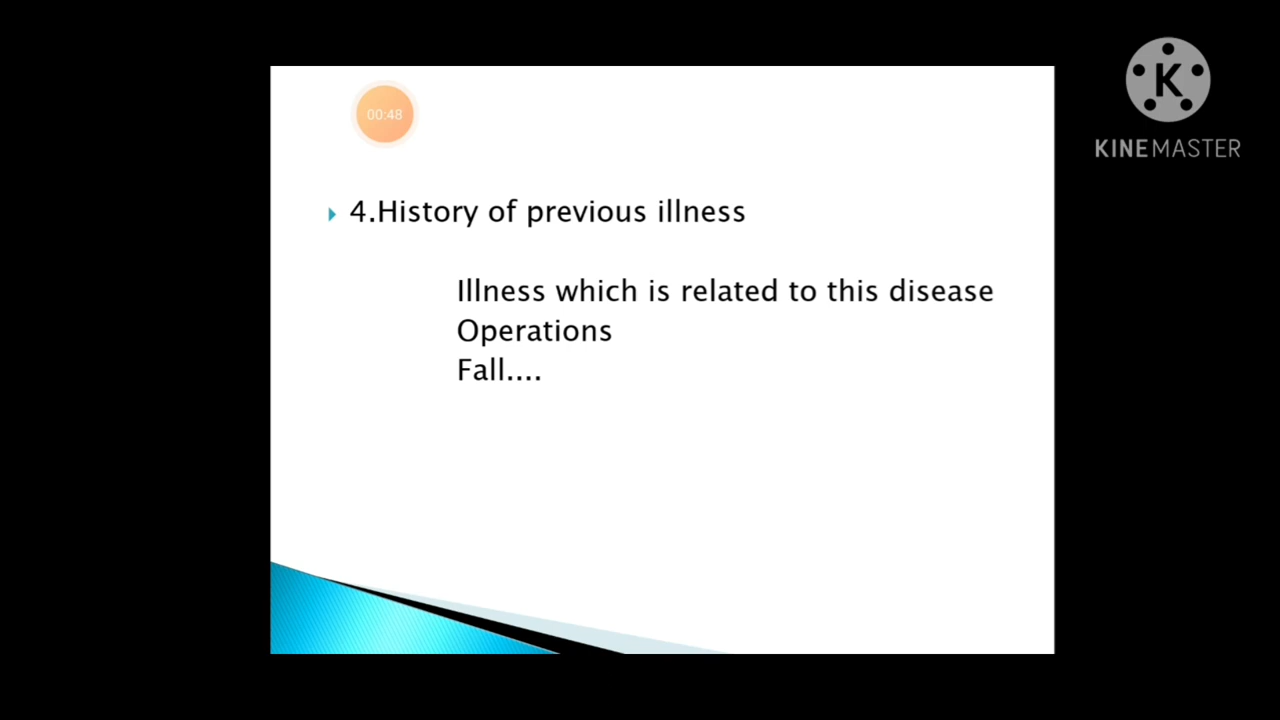 00:48
K
KINEMASTER
4.History of previous illness
Illness which is related to this disease
Operations
Fall....